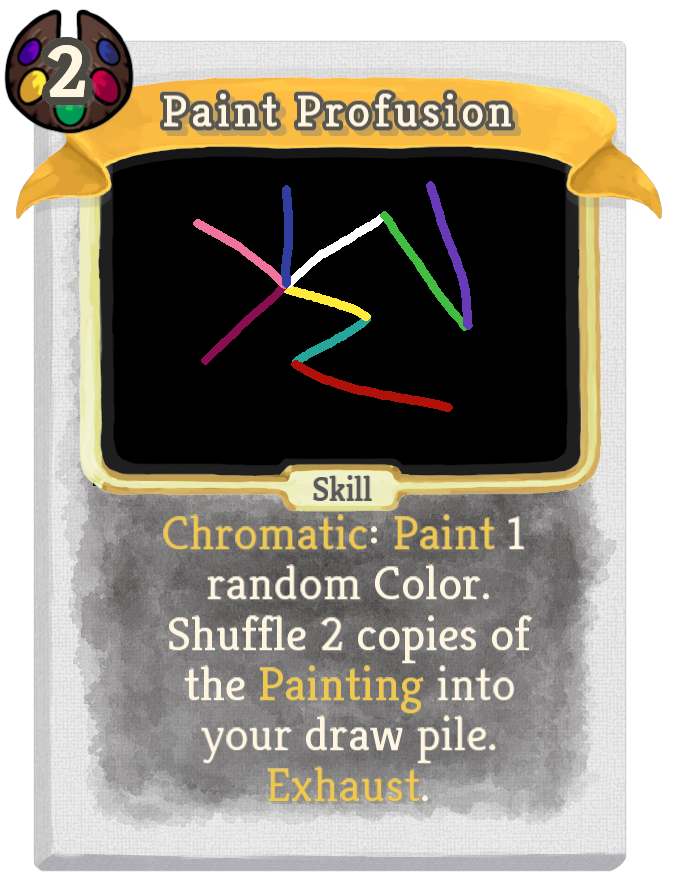 2
Paint Profusion
Skill
Chromatic: Paint 1
random Color.
Shuffle 2 copies of
the Painting into
your draw pile.
Exhaust.